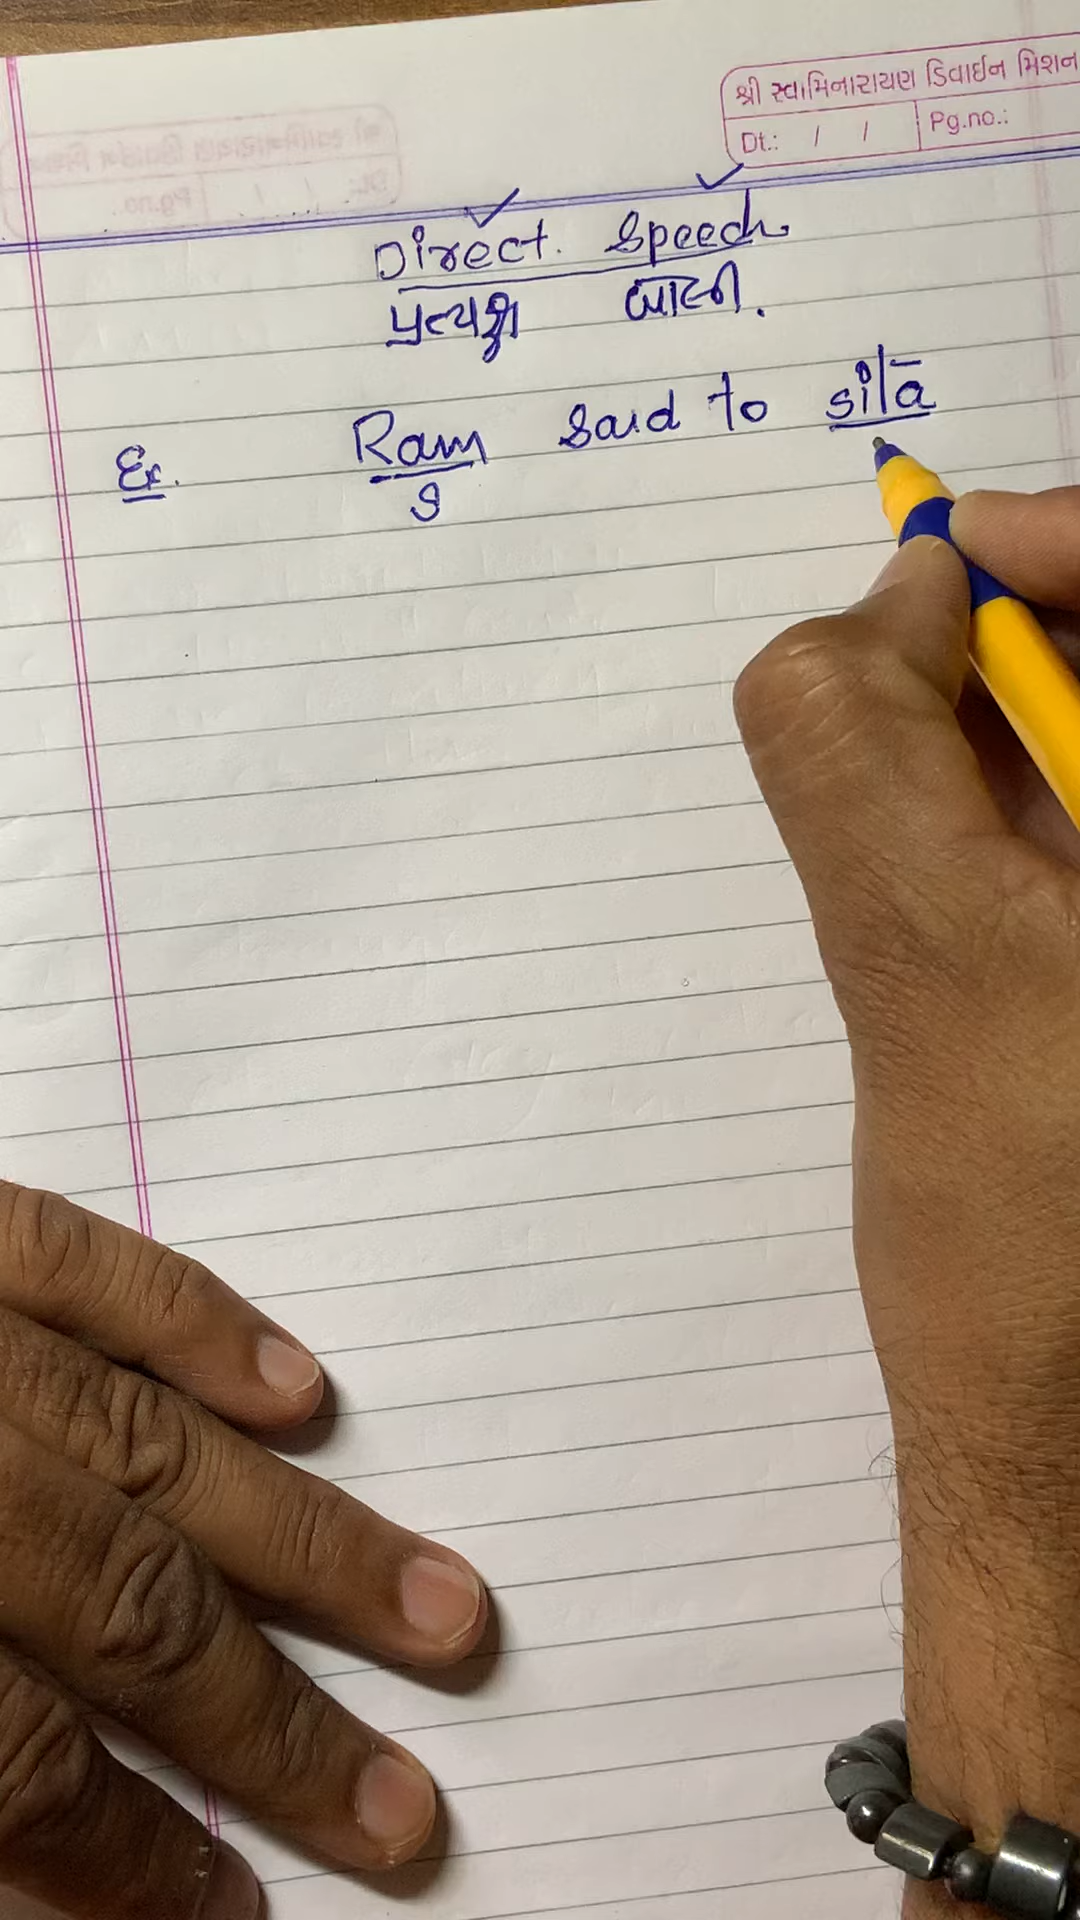 શ્રી સ્વામિનારાયણ ડિવાઈન મિશન
Dt.: / / Pg.no.:
Direct. Speech.
પ્રત્યક્ષ
Ex. Ram said to sita
S